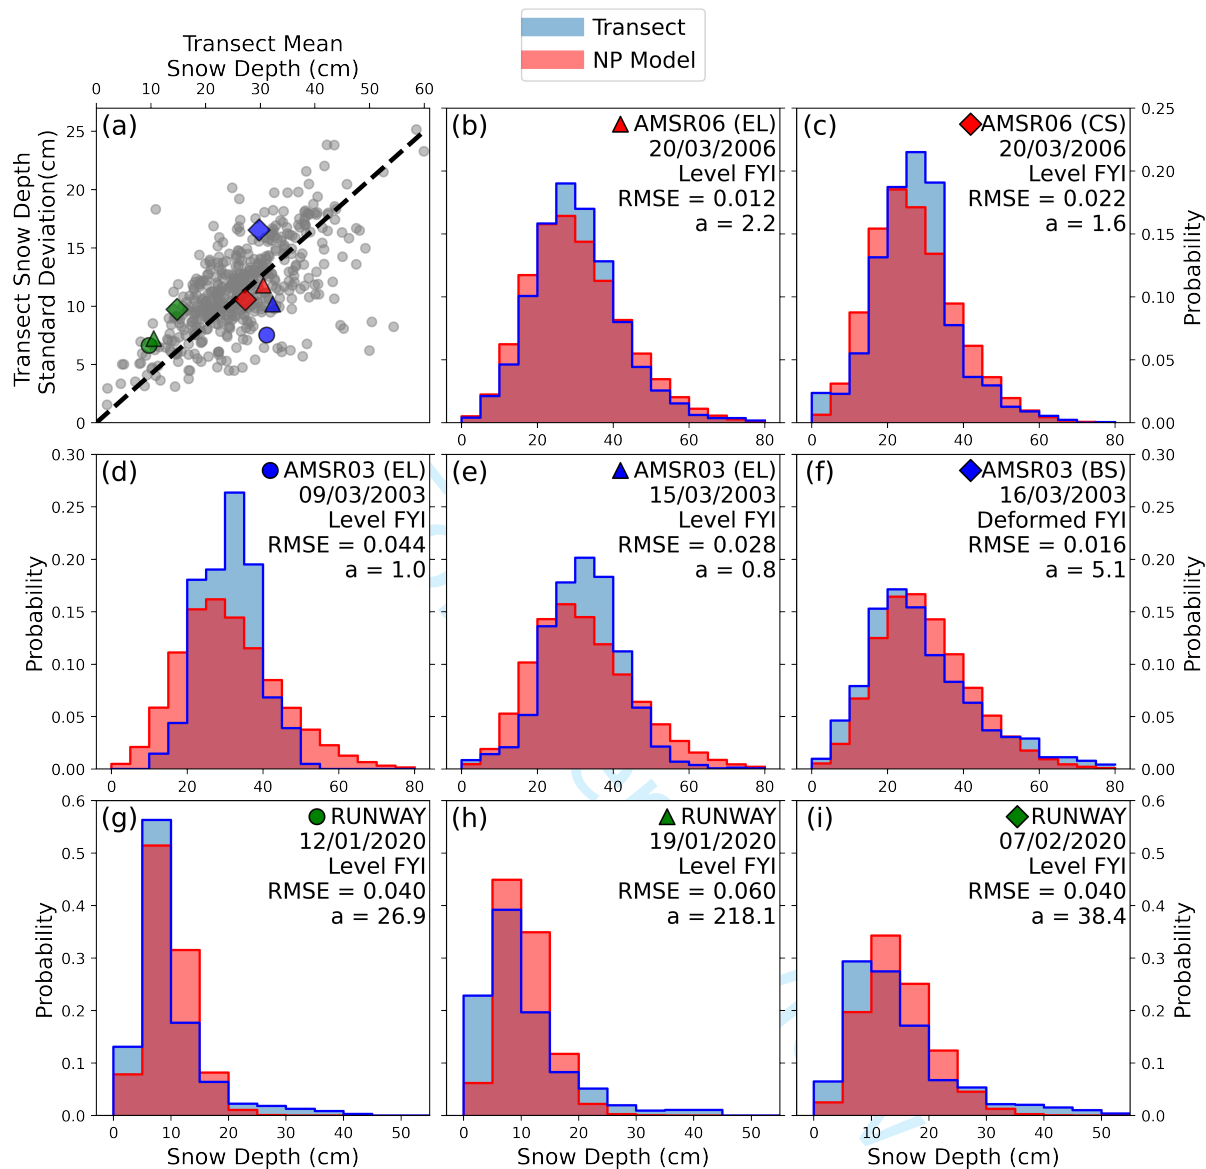 Transect
NP Model
Transect Mean
Snow Depth (cm)
0 10 20 30 40 50 60
Transect Snow Depth
Standard Deviation(cm)
25
20
15
10
5
0
(a)
(b)
AMSR06 (EL)
20/03/2006
Level FYI
RMSE = 0.012
a = 2.2
0 20 40 60 80
(c)
AMSR06 (CS)
20/03/2006
Level FYI
RMSE = 0.022
a = 1.6
0 20 40 60 80
0.25
0.20
0.15
0.10
0.05
0.00
Probability
Probability
0.30
0.25
0.20
0.15
0.10
0.05
0.00
(d)
AMSR03 (EL)
09/03/2003
Level FYI
RMSE = 0.044
a = 1.0
0 20 40 60 80
(e)
AMSR03 (EL)
15/03/2003
Level FYI
RMSE = 0.028
a = 0.8
0 20 40 60 80
(f)
AMSR03 (BS)
16/03/2003
Deformed FYI
RMSE = 0.016
a = 5.1
0 20 40 60 80
0.30
0.25
0.20
0.15
0.10
0.05
0.00
Probability
Probability
0.6
0.5
0.4
0.3
0.2
0.1
0.0
(g)
RUNWAY
12/01/2020
Level FYI
RMSE = 0.040
a = 26.9
0 10 20 30 40 50
Snow Depth (cm)
(h)
RUNWAY
19/01/2020
Level FYI
RMSE = 0.060
a = 218.1
0 10 20 30 40 50
Snow Depth (cm)
(i)
RUNWAY
07/02/2020
Level FYI
RMSE = 0.040
a = 38.4
0 10 20 30 40 50
Snow Depth (cm)
0.6
0.5
0.4
0.3
0.2
0.1
0.0
Probability